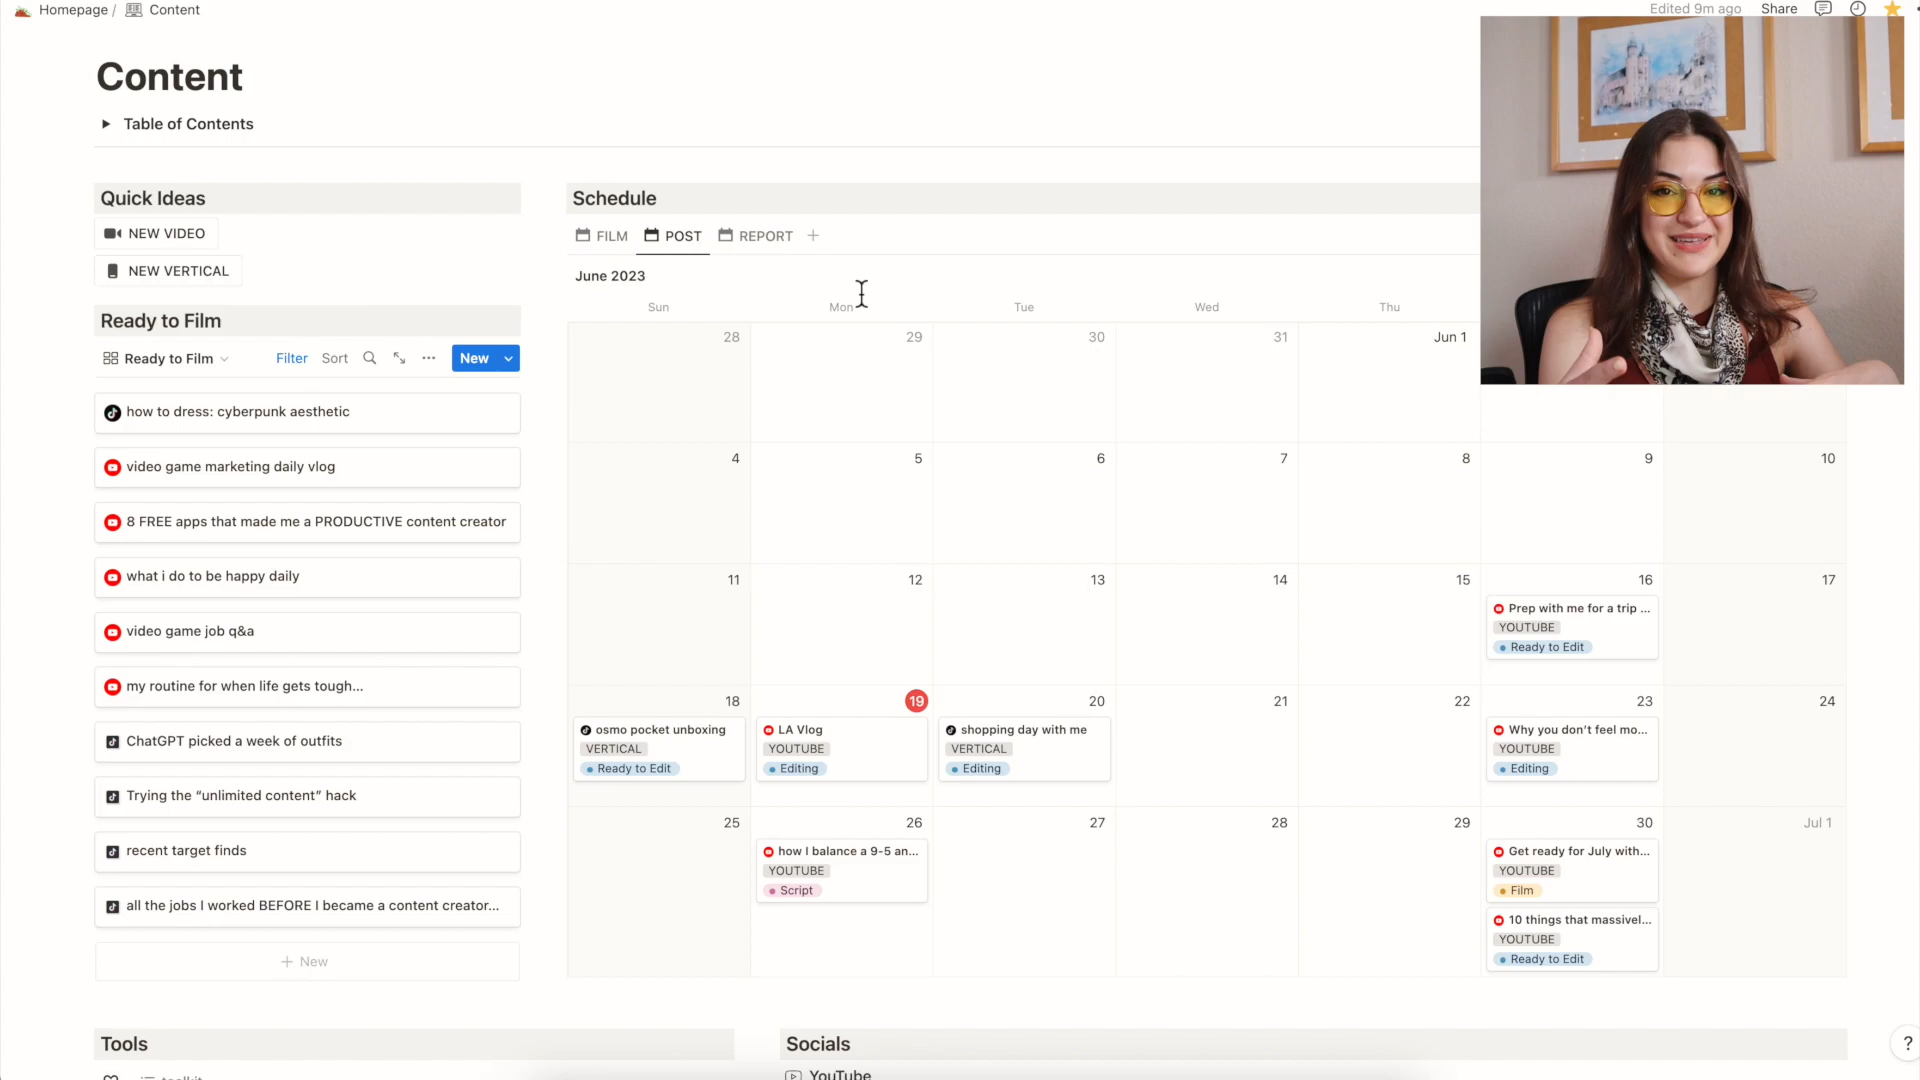 Homepage / Content
Edited 9m ago Share
Content
Table of Contents
Quick Ideas
NEW VIDEO
NEW VERTICAL
Ready to Film
Ready to Film Filter Sort New
how to dress: cyberpunk aesthetic
video game marketing daily vlog
8 FREE apps that made me a PRODUCTIVE content creator
what i do to be happy daily
video game job q&a
my routine for when life gets tough...
ChatGPT picked a week of outfits
Trying the “unlimited content” hack
recent target finds
all the jobs I worked BEFORE I became a content creator...
+ New
Schedule
FILM POST REPORT +
June 2023
Sun Mon Tue Wed Thu
28 29 30 31 Jun 1
4 5 6 7 8 9 10
11 12 13 14 15 16 17
Prep with me for a trip ...
YOUTUBE
Ready to Edit
18 19 20 21 22 23 24
osmo pocket unboxing
VERTICAL
Ready to Edit
LA Vlog
YOUTUBE
Editing
shopping day with me
VERTICAL
Editing
Why you don’t feel mo...
YOUTUBE
Editing
25 26 27 28 29 30 Jul 1
how I balance a 9-5 an...
YOUTUBE
Script
Get ready for July with...
YOUTUBE
Film
10 things that massivel...
YOUTUBE
Ready to Edit
Tools
toolkit
Socials
YouTube
?